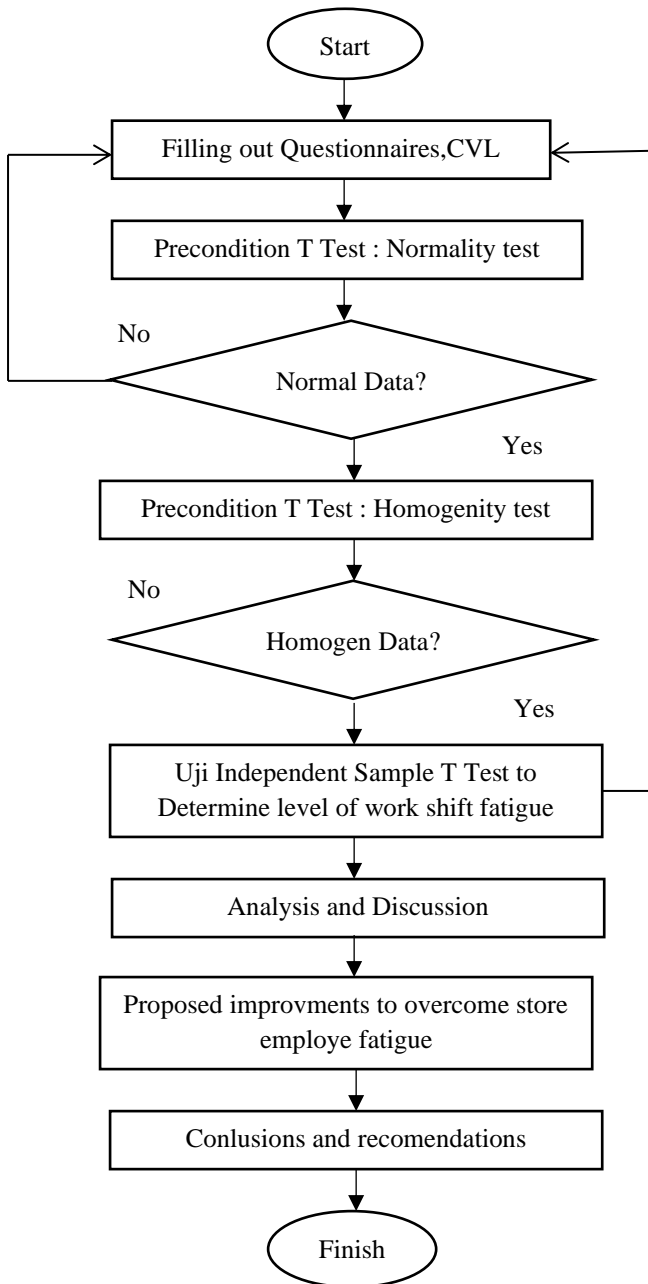 Start
Filling out Questionnaires,CVL
Precondition T Test : Normality test
No
Normal Data?
Yes
Precondition T Test : Homogenity test
No
Homogen Data?
Yes
Uji Independent Sample T Test to
Determine level of work shift fatigue
Analysis and Discussion
Proposed improvments to overcome store
employe fatigue
Conlusions and recomendations
Finish